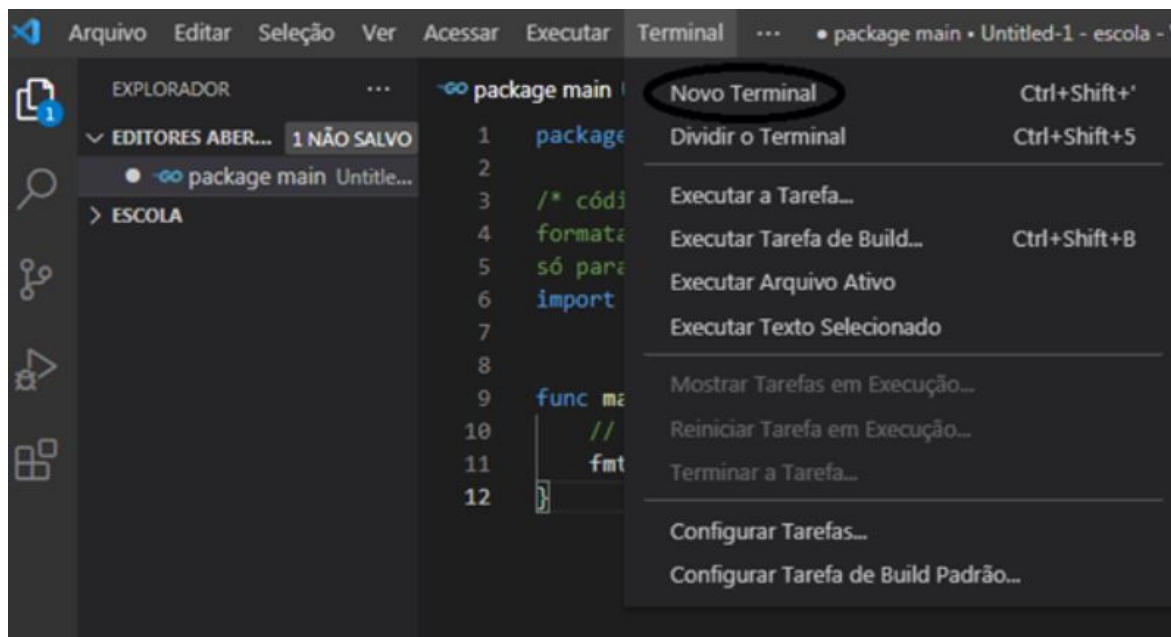 Arquivo Editar Seleção Ver Acessar Executar Terminal ... ● package main • Untitled-1 - escola -
EXPLORADOR ...
EDITORES ABER... 1 NÃO SALVO
● package main Untitle...
> ESCOLA
1
package main
1 package
2
3 /* códi
4 formata
5 só para
6 import
7
8
9 func ma
10 //
11 fmt
12 }
Novo Terminal Ctrl+Shift+'
Dividir o Terminal Ctrl+Shift+5
Executar a Tarefa...
Executar Tarefa de Build... Ctrl+Shift+B
Executar Arquivo Ativo
Executar Texto Selecionado
Mostrar Tarefas em Execução...
Reiniciar Tarefa em Execução...
Terminar a Tarefa...
Configurar Tarefas...
Configurar Tarefa de Build Padrão...